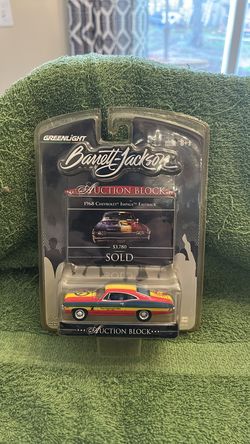 GREENLIGHT
Barrett-Jackson
AUCTION BLOCK
1968 CHEVROLET IMPALA FASTBACK
$3,780
SOLD
AUCTION BLOCK